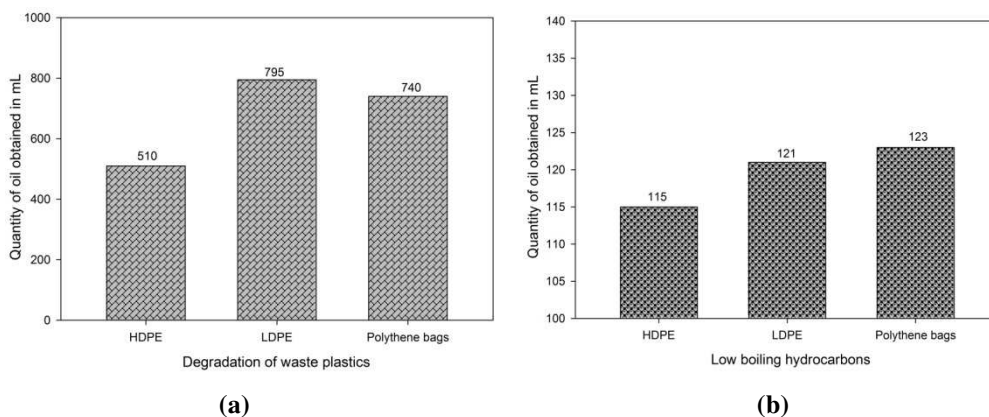 1000
800
600
400
200
0
Quantity of oil obtained in mL
510
795
740
HDPE
LDPE
Polythene bags
Degradation of waste plastics
(a)
140
135
130
125
120
115
110
105
100
Quantity of oil obtained in mL
115
121
123
HDPE
LDPE
Polythene bags
Low boiling hydrocarbons
(b)